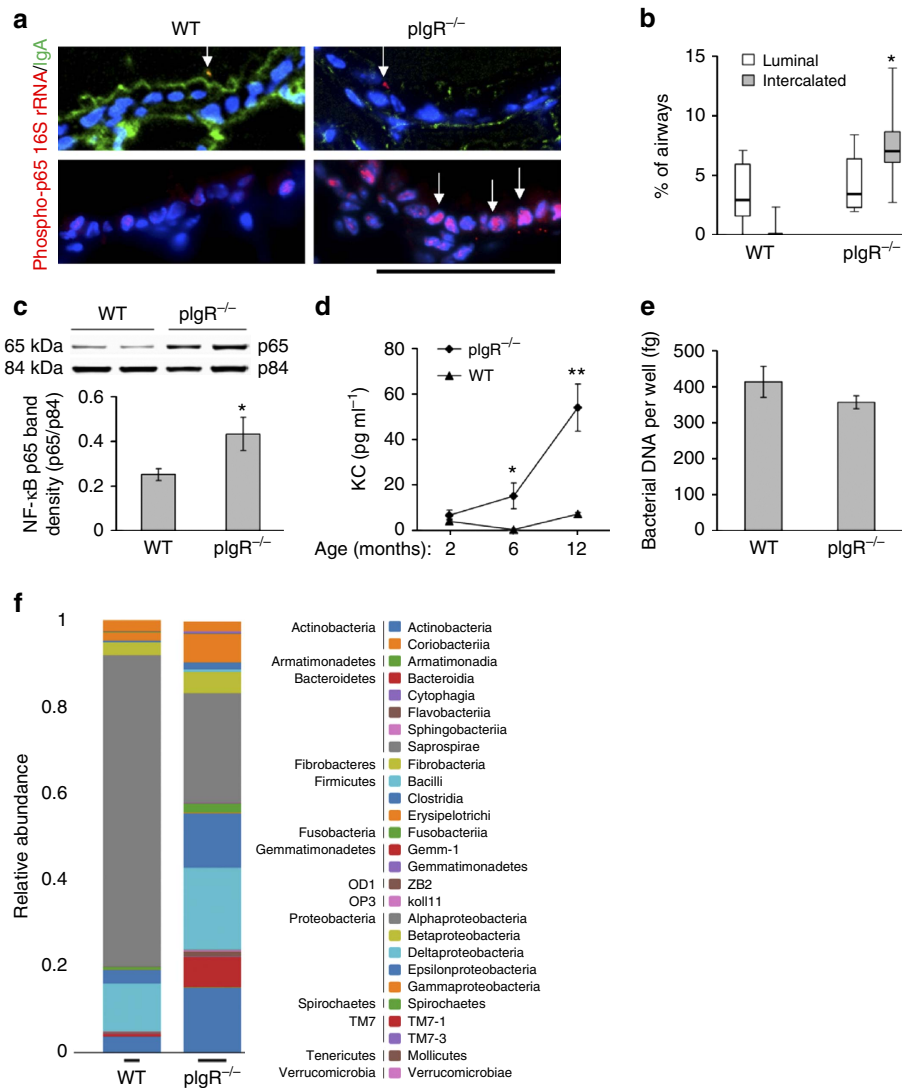 a
WT
pIgR−/−
Phospho-p65 16S rRNA/IgA
b
% of airways
15
10
5
0
Luminal
Intercalated
*
WT
pIgR−/−
c
WT
pIgR−/−
65 kDa
p65
84 kDa
p84
NF-κB p65 band
density (p65/p84)
0.6
0.4
0.2
0
*
WT
pIgR−/−
d
KC (pg ml−1)
80
60
40
20
0
pIgR−/−
WT
*
**
Age (months): 2 6 12
e
Bacterial DNA per well (fg)
500
400
300
200
100
0
WT
pIgR−/−
f
Relative abundance
1
0.8
0.6
0.4
0.2
0
WT
pIgR−/−
Actinobacteria Actinobacteria
Coriobacteriia
Armatimonadetes Armatimonadia
Bacteroidetes Bacteroidia
Cytophagia
Flavobacteriia
Sphingobacteriia
Saprospirae
Fibrobacteres Fibrobacteria
Firmicutes Bacilli
Clostridia
Erysipelotrichi
Fusobacteria Fusobacteriia
Gemmatimonadetes Gemm-1
Gemmatimonadetes
OD1 ZB2
OP3 koll11
Proteobacteria Alphaproteobacteria
Betaproteobacteria
Deltaproteobacteria
Epsilonproteobacteria
Gammaproteobacteria
Spirochaetes Spirochaetes
TM7 TM7-1
TM7-3
Tenericutes Mollicutes
Verrucomicrobia Verrucomicrobiae